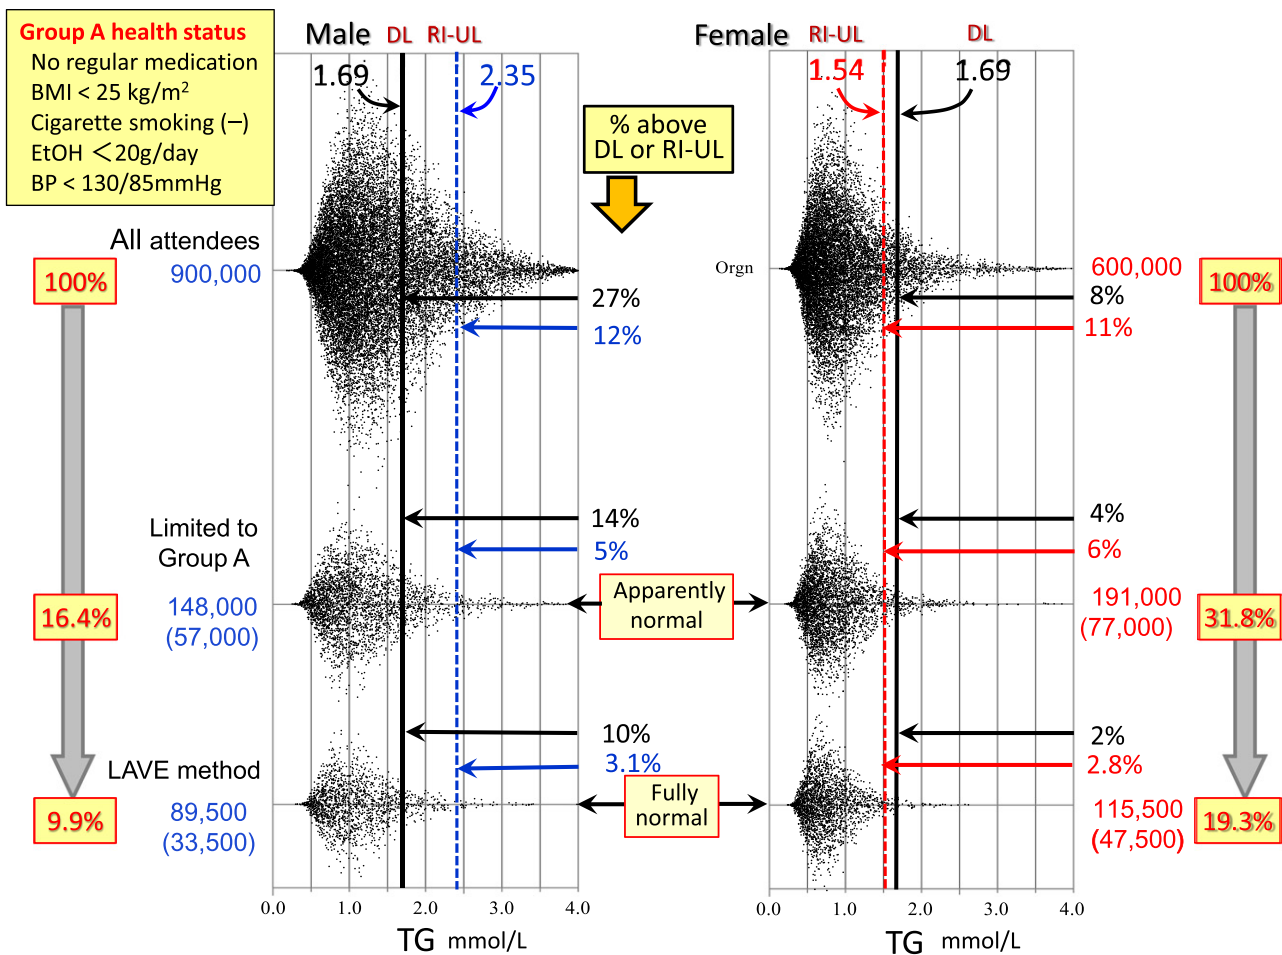 Group A health status
No regular medication
BMI < 25 kg/m²
Cigarette smoking (–)
EtOH <20g/day
BP < 130/85mmHg
Male DL RI-UL
1.69
2.35
% above
DL or RI-UL
Female RI-UL DL
1.54
1.69
All attendees
900,000
100%
27%
12%
Orgn
600,000
100%
8%
11%
Limited to
Group A
148,000
(57,000)
16.4%
14%
5%
Apparently
normal
4%
6%
191,000
(77,000)
31.8%
LAVE method
89,500
(33,500)
9.9%
10%
3.1%
Fully
normal
2%
2.8%
115,500
(47,500)
19.3%
0.0 1.0 2.0 3.0 4.0
TG mmol/L
0.0 1.0 2.0 3.0 4.0
TG mmol/L